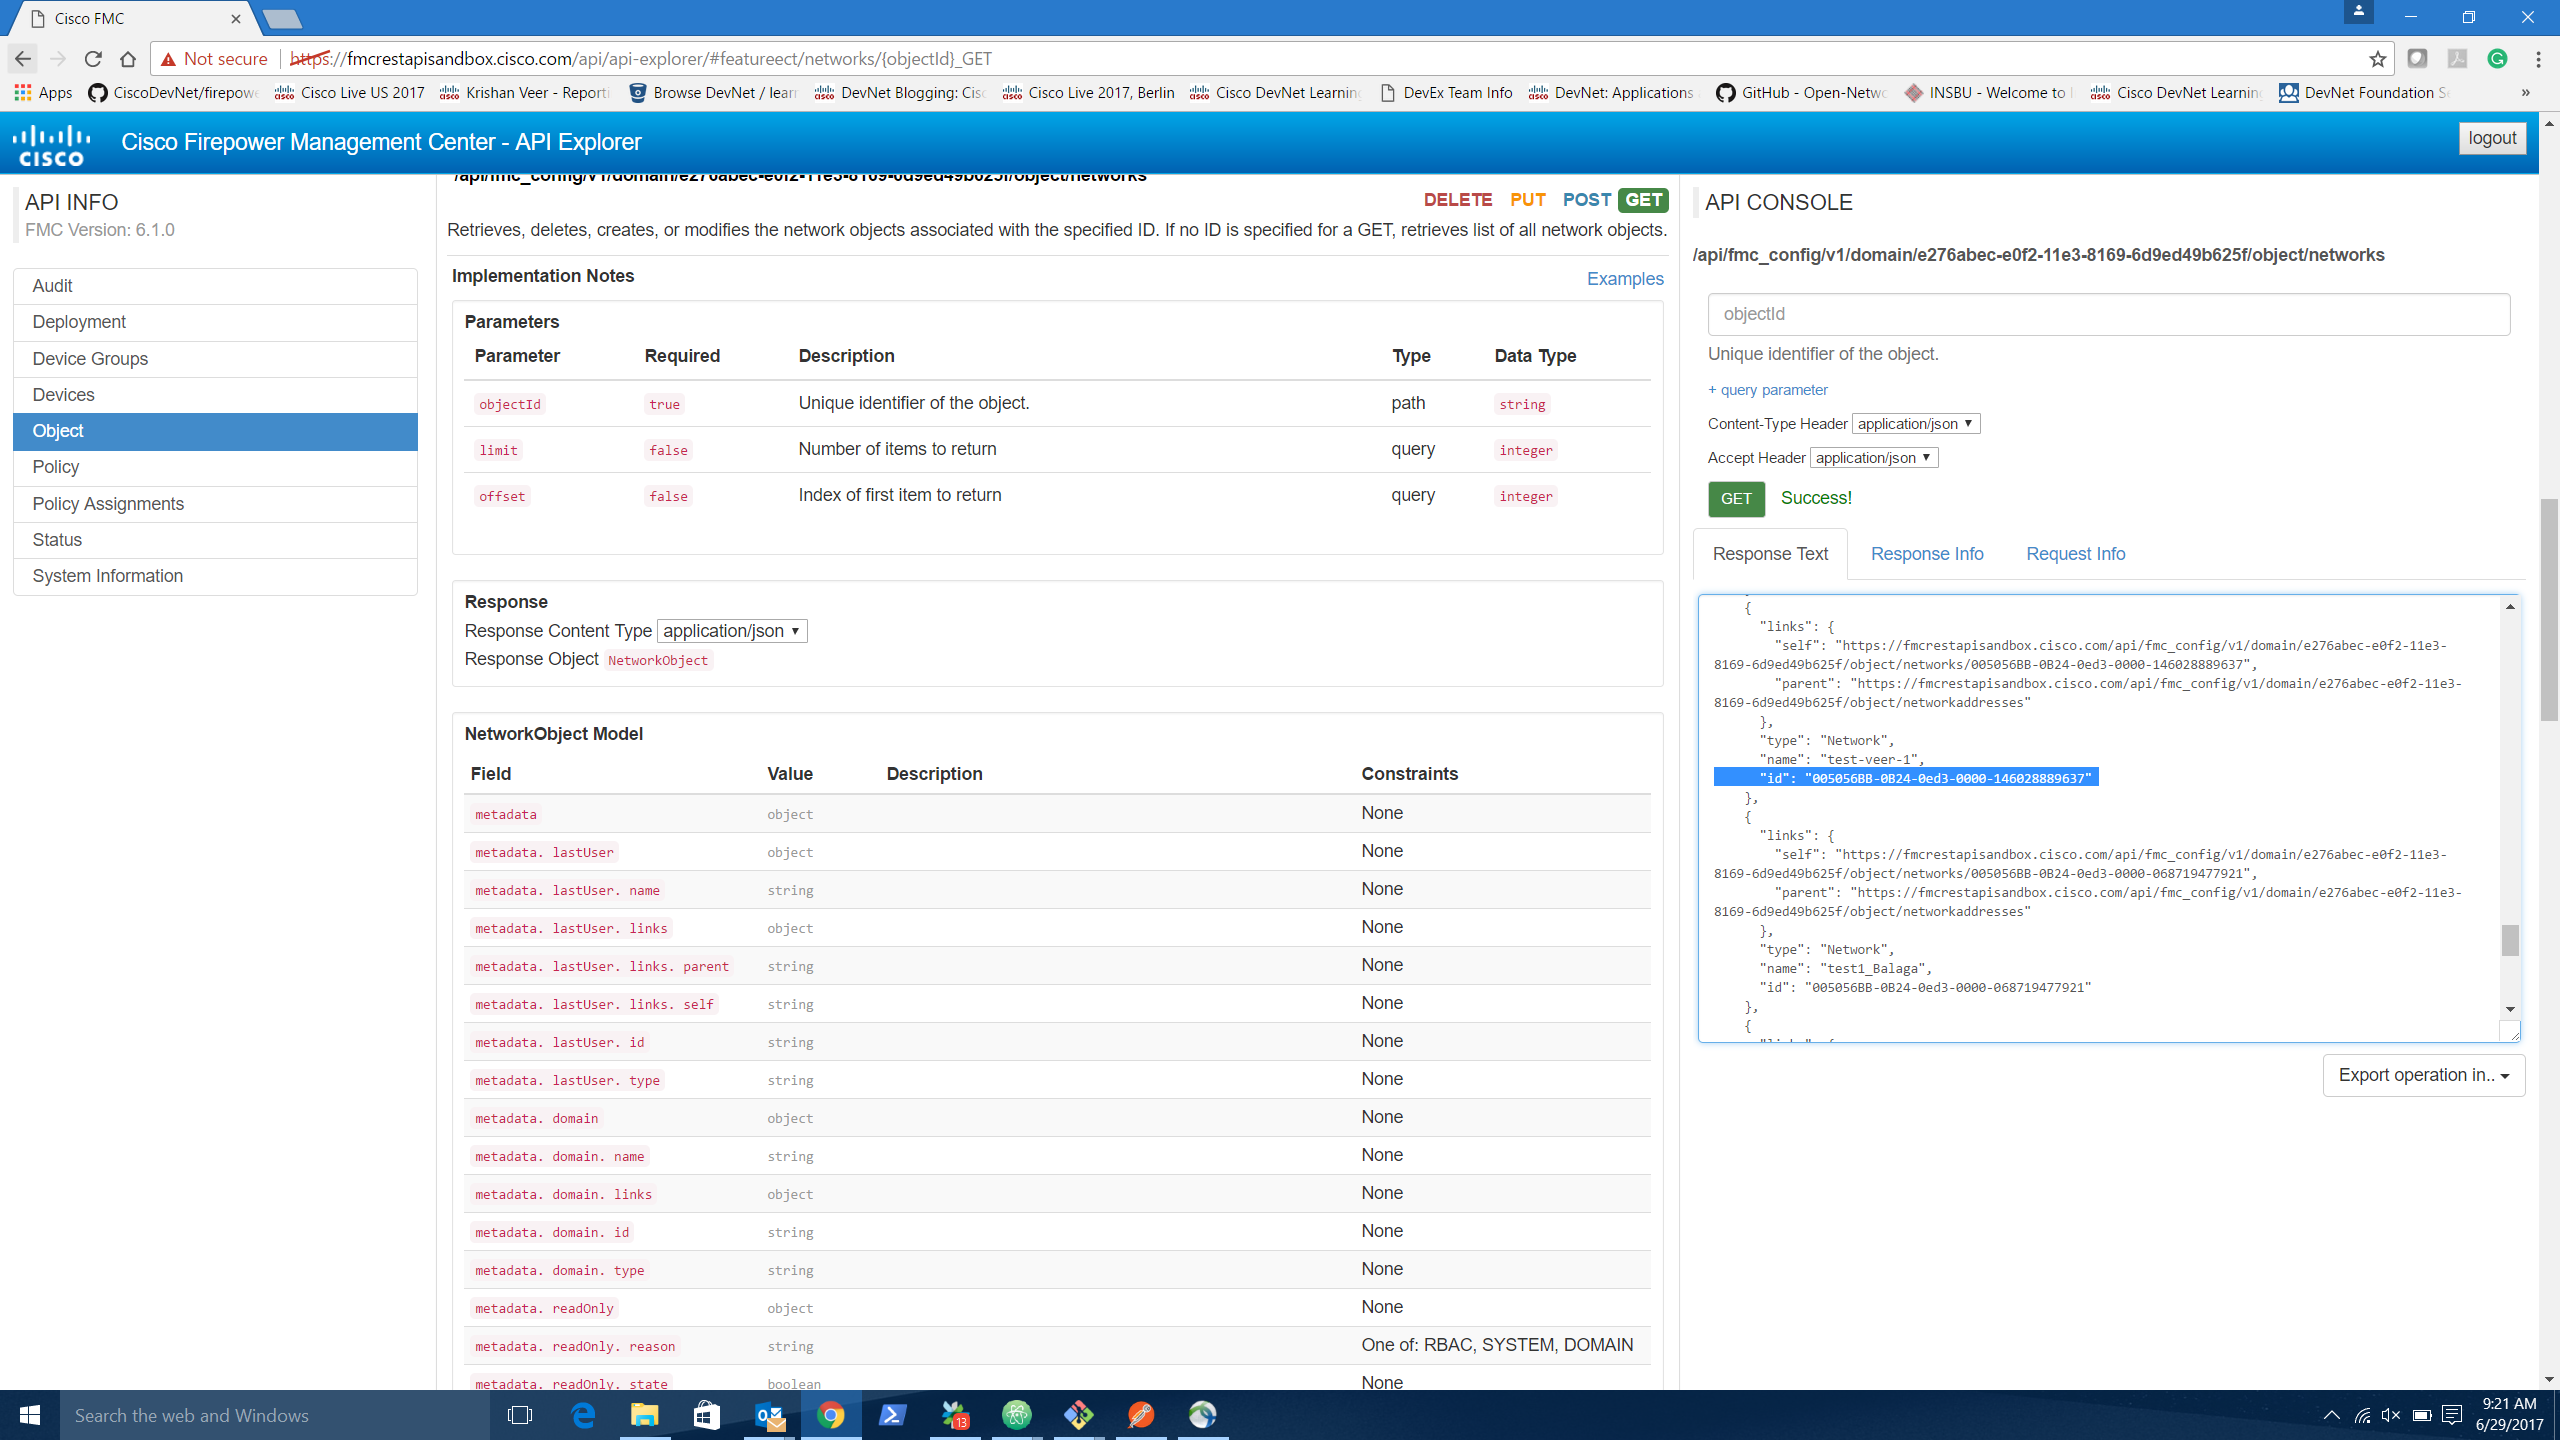 Cisco FMC
Not secure https://fmcrestapisandbox.cisco.com/api/api-explorer/#featureect/networks/{objectId}_GET
Apps CiscoDevNet/firepow Cisco Live US 2017 Krishan Veer - Reporti Browse DevNet / learn DevNet Blogging: Cisc Cisco Live 2017, Berlin Cisco DevNet Learning DevEx Team Info DevNet: Applications GitHub - Open-Netwo INSBU - Welcome to Cisco DevNet Learning DevNet Foundation S »
CISCO Cisco Firepower Management Center - API Explorer logout
API INFO
FMC Version: 6.1.0
Audit
Deployment
Device Groups
Devices
Object
Policy
Policy Assignments
Status
System Information
/api/fmc_config/v1/domain/e276abec-e0f2-11e3-8169-6d9ed49b625f/object/networks
DELETE PUT POST GET
Retrieves, deletes, creates, or modifies the network objects associated with the specified ID. If no ID is specified for a GET, retrieves list of all network objects.
Implementation Notes Examples
Parameters
Parameter Required Description Type Data Type
objectId true Unique identifier of the object. path string
limit false Number of items to return query integer
offset false Index of first item to return query integer
Response
Response Content Type application/json
Response Object NetworkObject
NetworkObject Model
Field Value Description Constraints
metadata object None
metadata. lastUser object None
metadata. lastUser. name string None
metadata. lastUser. links object None
metadata. lastUser. links. parent string None
metadata. lastUser. links. self string None
metadata. lastUser. id string None
metadata. lastUser. type string None
metadata. domain object None
metadata. domain. name string None
metadata. domain. links object None
metadata. domain. id string None
metadata. domain. type string None
metadata. readOnly object None
metadata. readOnly. reason string One of: RBAC, SYSTEM, DOMAIN
metadata. readOnly. state boolean None
API CONSOLE
/api/fmc_config/v1/domain/e276abec-e0f2-11e3-8169-6d9ed49b625f/object/networks
objectId
Unique identifier of the object.
+ query parameter
Content-Type Header application/json
Accept Header application/json
GET Success!
Response Text Response Info Request Info
{
"links": {
"self": "https://fmcrestapisandbox.cisco.com/api/fmc_config/v1/domain/e276abec-e0f2-11e3-
8169-6d9ed49b625f/object/networks/005056BB-0B24-0ed3-0000-146028889637",
"parent": "https://fmcrestapisandbox.cisco.com/api/fmc_config/v1/domain/e276abec-e0f2-11e3-
8169-6d9ed49b625f/object/networkaddresses"
},
"type": "Network",
"name": "test-veer-1",
"id": "005056BB-0B24-0ed3-0000-146028889637"
},
{
"links": {
"self": "https://fmcrestapisandbox.cisco.com/api/fmc_config/v1/domain/e276abec-e0f2-11e3-
8169-6d9ed49b625f/object/networks/005056BB-0B24-0ed3-0000-068719477921",
"parent": "https://fmcrestapisandbox.cisco.com/api/fmc_config/v1/domain/e276abec-e0f2-11e3-
8169-6d9ed49b625f/object/networkaddresses"
},
"type": "Network",
"name": "test1_Balaga",
"id": "005056BB-0B24-0ed3-0000-068719477921"
},
{
Export operation in..
Search the web and Windows 13 9:21 AM
6/29/2017